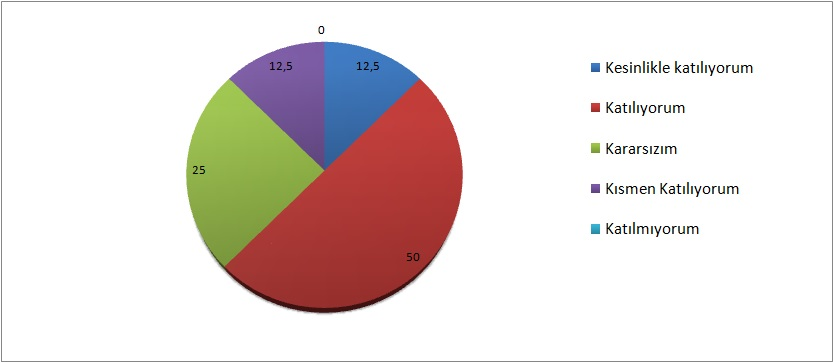 0
12,5
12,5
25
50
Kesinlikle katılıyorum
Katılıyorum
Kararsızım
Kısmen Katılıyorum
Katılmıyorum